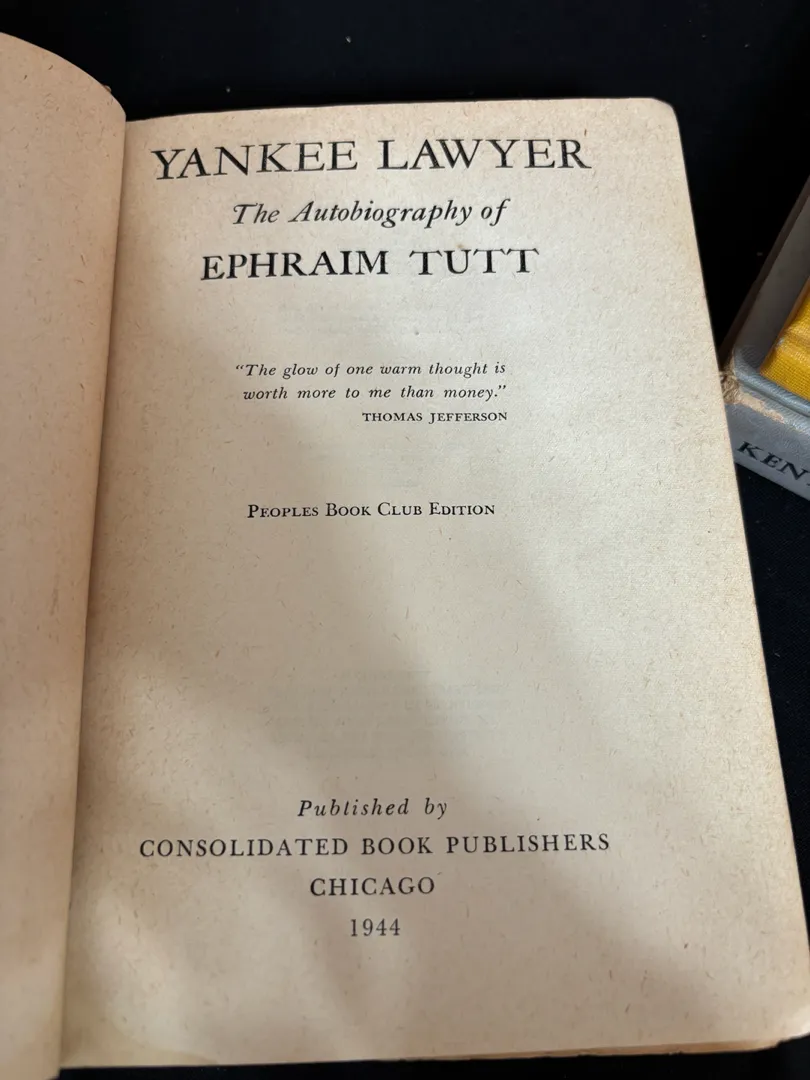 YANKEE LAWYER
The Autobiography of
EPHRAIM TUTT
“The glow of one warm thought is
worth more to me than money.”
THOMAS JEFFERSON
PEOPLES BOOK CLUB EDITION
Published by
CONSOLIDATED BOOK PUBLISHERS
CHICAGO
1944
KEN